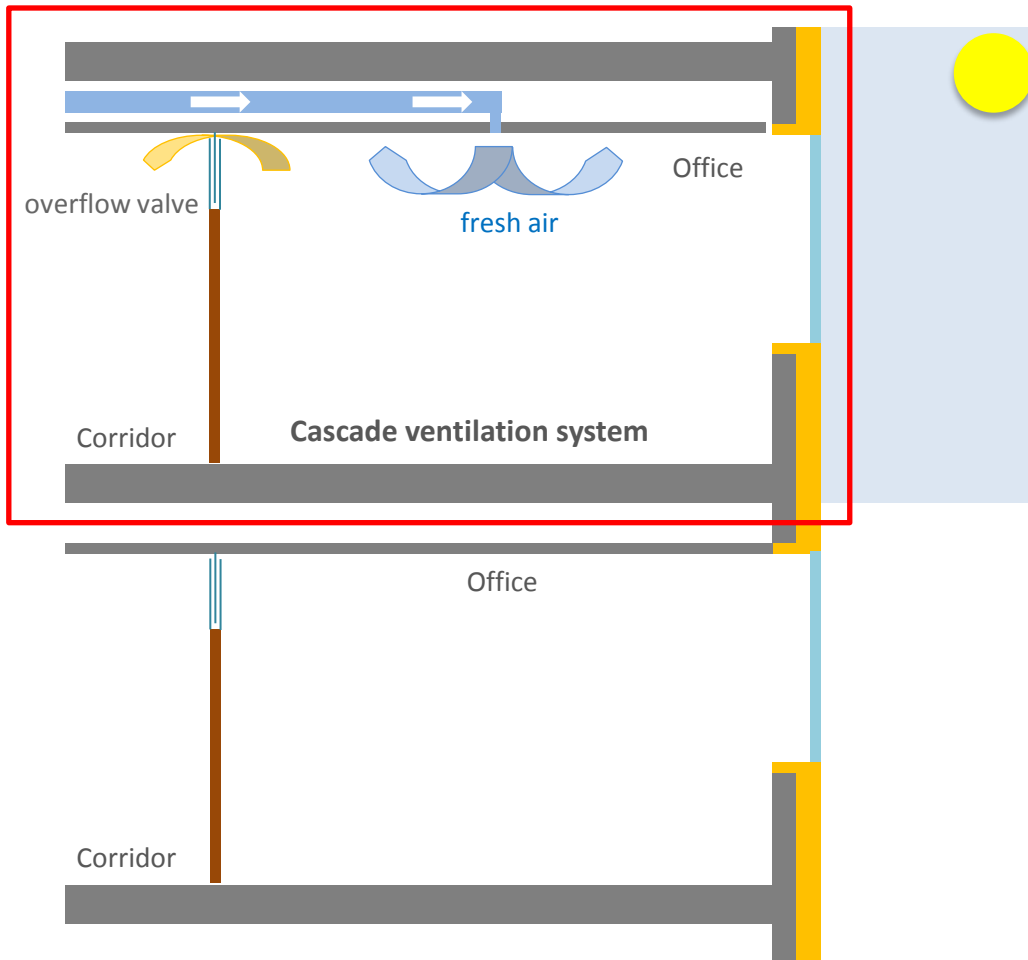 Office
overflow valve
fresh air
Corridor
Cascade ventilation system
Office
Corridor